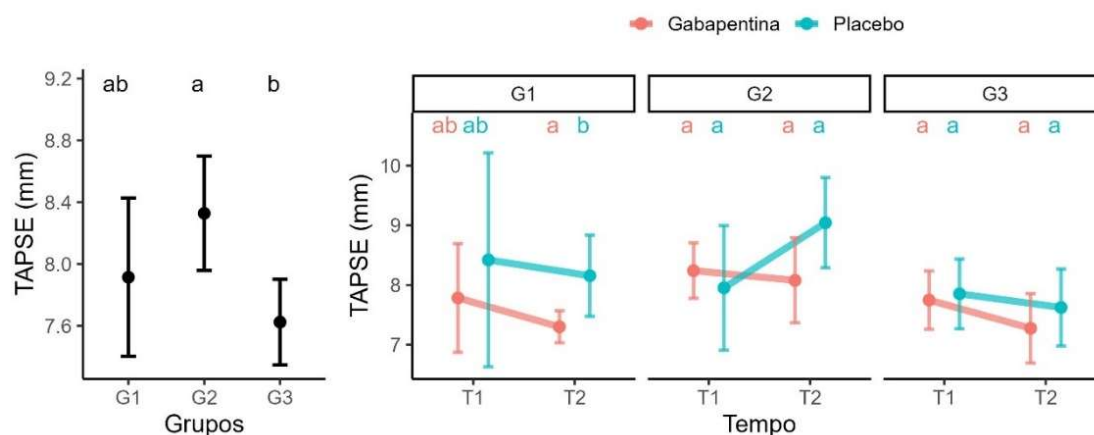 Gabapentina Placebo
TAPSE (mm)
9.2
8.8
8.4
8.0
7.6
ab a b
G1 G2 G3
Grupos
TAPSE (mm)
10
9
8
7
G1 G2 G3
ab ab a b a a a a a a a a
T1 T2 T1 T2 T1 T2
Tempo